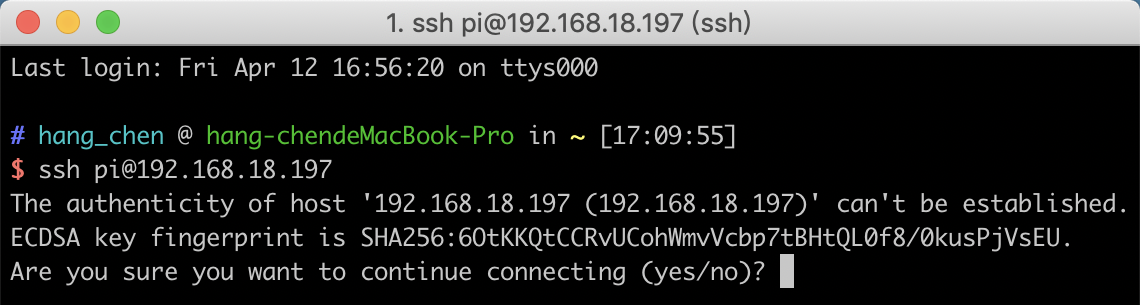 1. ssh pi@192.168.18.197 (ssh)
Last login: Fri Apr 12 16:56:20 on ttys000
# hang_chen @ hang-chendeMacBook-Pro in ~ [17:09:55]
$ ssh pi@192.168.18.197
The authenticity of host '192.168.18.197 (192.168.18.197)' can't be established.
ECDSA key fingerprint is SHA256:6OtKKQtCCRvUCohWmvVcbp7tBHtQL0f8/0kusPjVsEU.
Are you sure you want to continue connecting (yes/no)?